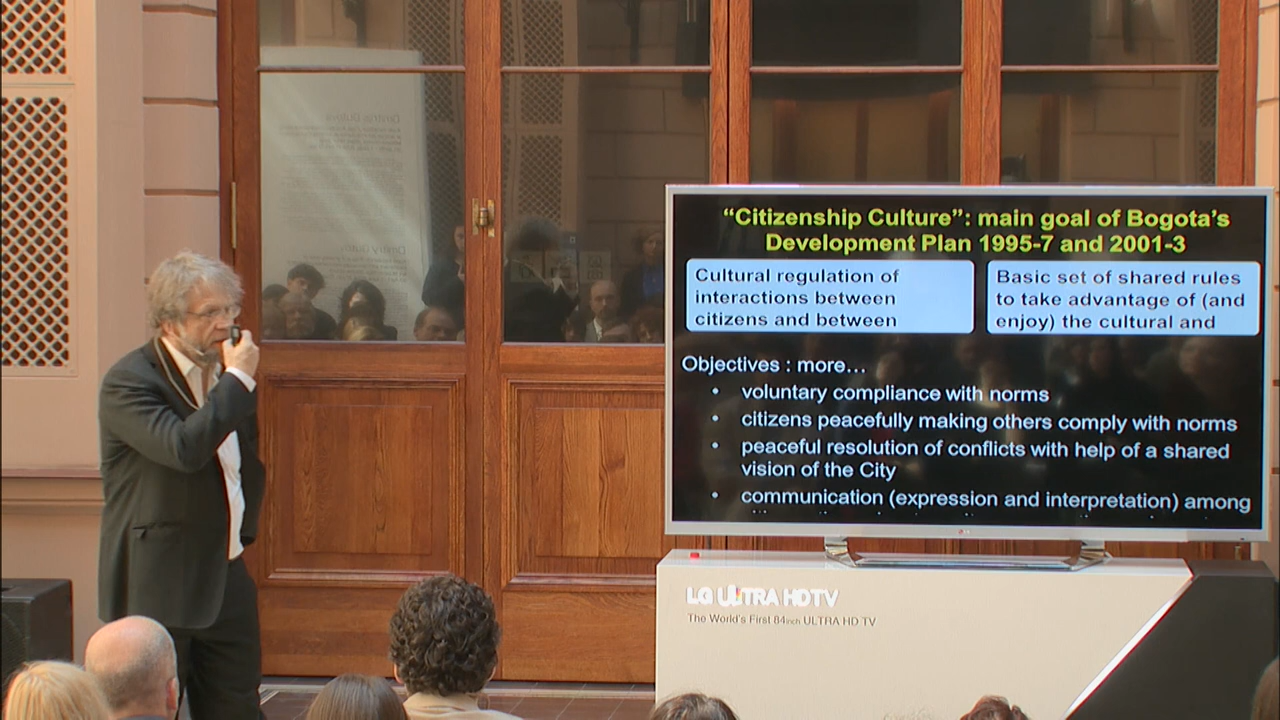 “Citizenship Culture”: main goal of Bogota’s
Development Plan 1995-7 and 2001-3
Cultural regulation of
interactions between
citizens and between
Basic set of shared rules
to take advantage of (and
enjoy) the cultural and
Objectives : more…
• voluntary compliance with norms
• citizens peacefully making others comply with norms
• peaceful resolution of conflicts with help of a shared
vision of the City
• communication (expression and interpretation) among
LG
LG ULTRA HDTV
The World's First 84inch ULTRA HD TV